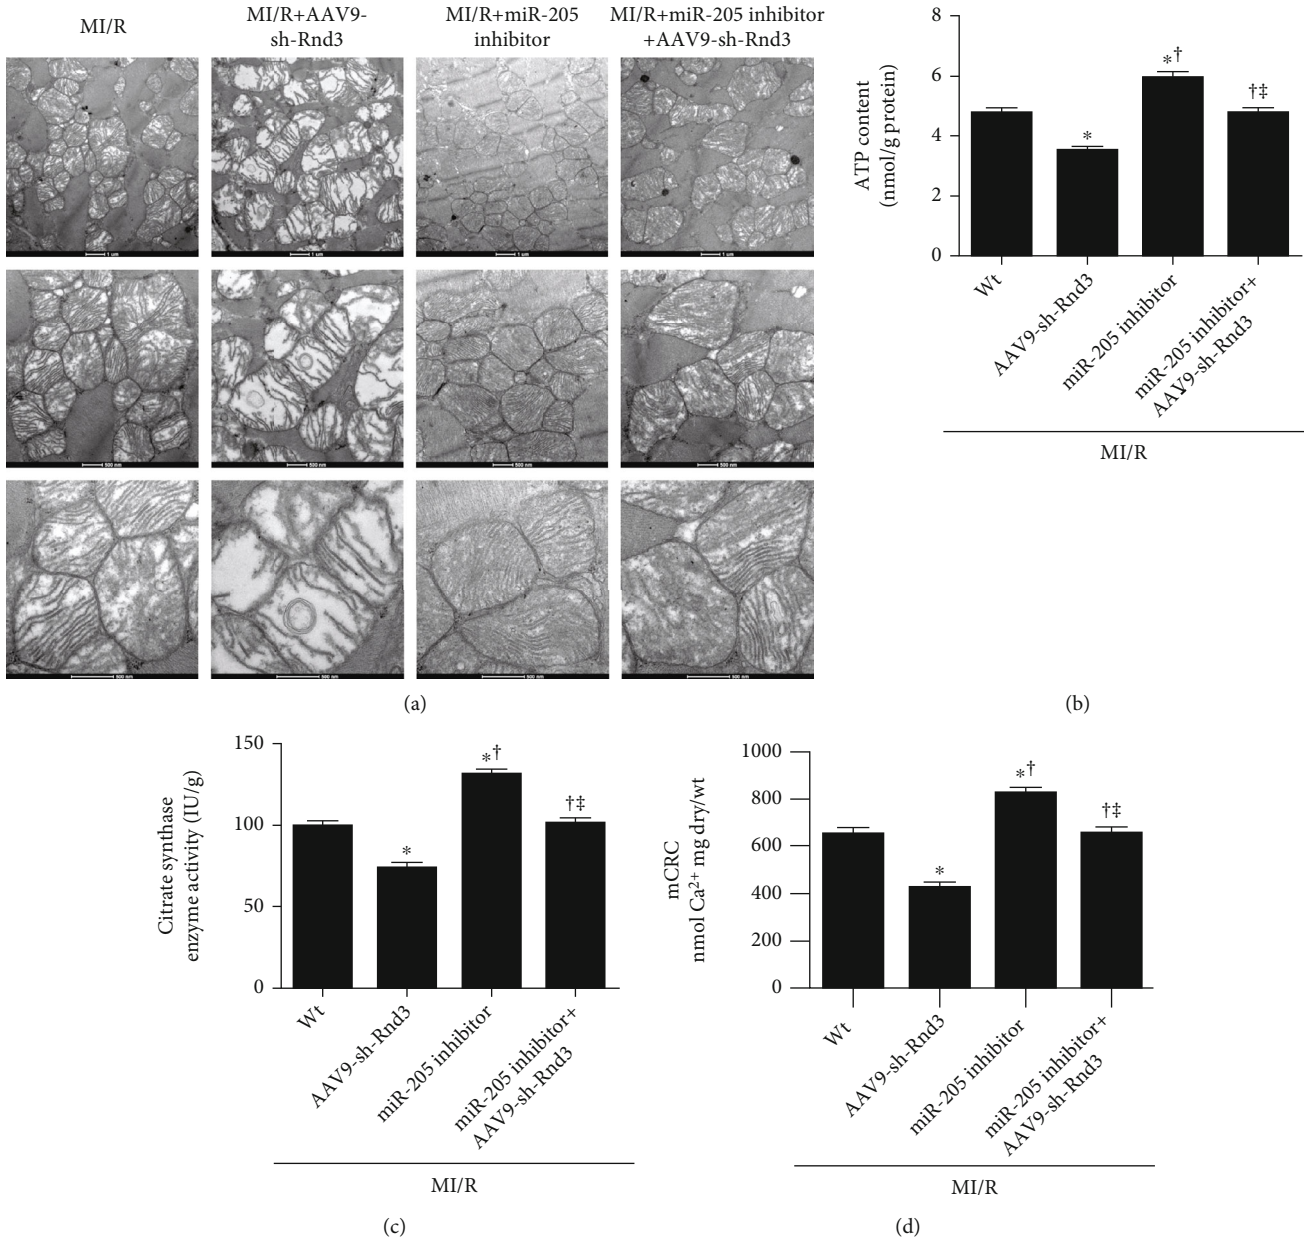 MI/R
MI/R+AAV9-
sh-Rnd3
MI/R+miR-205
inhibitor
MI/R+miR-205 inhibitor
+AAV9-sh-Rnd3
1 um
1 um
1 um
1 um
500 nm
500 nm
500 nm
500 nm
500 nm
500 nm
500 nm
500 nm
(a)
ATP content
(nmol/g protein)
8
6
4
2
0
*
*†
†‡
Wt
AAV9-sh-Rnd3
miR-205 inhibitor
miR-205 inhibitor+
AAV9-sh-Rnd3
MI/R
(b)
Citrate synthase
enzyme activity (IU/g)
150
100
50
0
*
*†
†‡
Wt
AAV9-sh-Rnd3
miR-205 inhibitor
miR-205 inhibitor+
AAV9-sh-Rnd3
MI/R
(c)
mCRC
nmol Ca²⁺ mg dry/wt
1000
800
600
400
200
0
*
*†
†‡
Wt
AAV9-sh-Rnd3
miR-205 inhibitor
miR-205 inhibitor+
AAV9-sh-Rnd3
MI/R
(d)